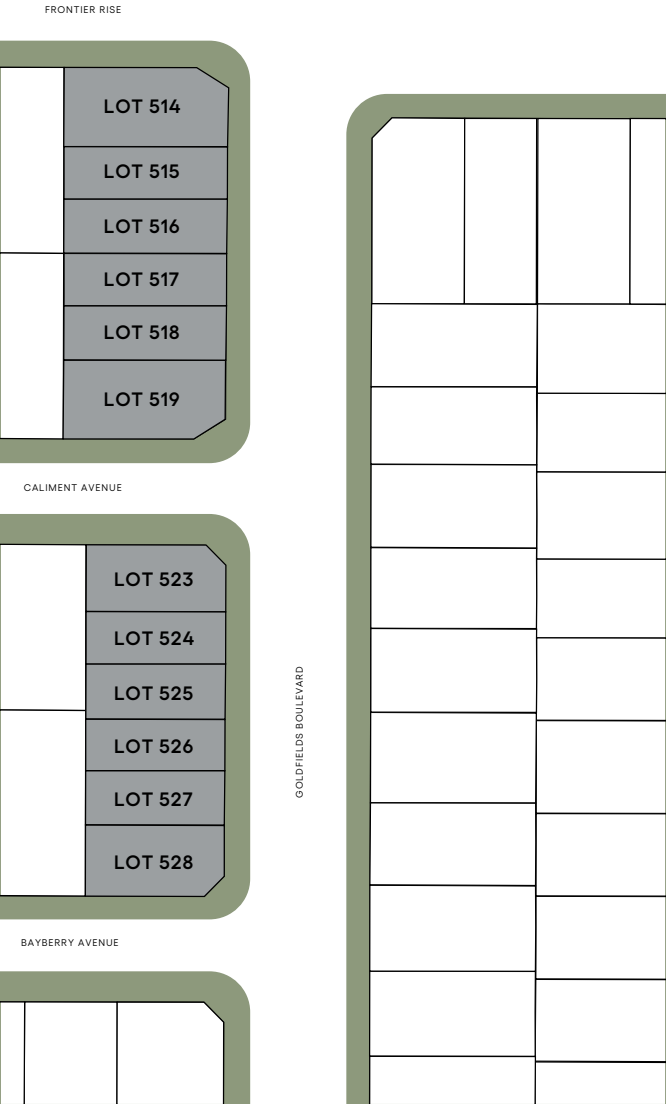 FRONTIER RISE
LOT 514
LOT 515
LOT 516
LOT 517
LOT 518
LOT 519
CALIMENT AVENUE
LOT 523
LOT 524
LOT 525
LOT 526
LOT 527
LOT 528
GOLDFIELDS BOULEVARD
BAYBERRY AVENUE